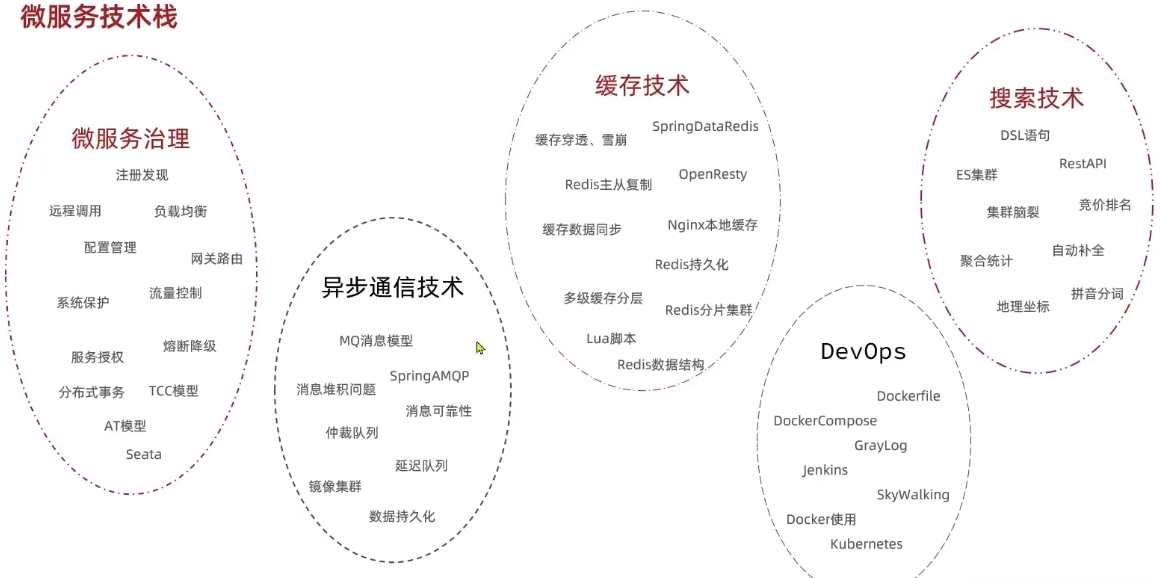 微服务技术栈
微服务治理
注册发现
远程调用
负载均衡
配置管理
网关路由
系统保护
流量控制
服务授权
熔断降级
分布式事务
TCC模型
AT模型
Seata
异步通信技术
MQ消息模型
消息堆积问题
SpringAMQP
消息可靠性
仲裁队列
延迟队列
镜像集群
数据持久化
缓存技术
缓存穿透、雪崩
SpringDataRedis
Redis主从复制
OpenResty
缓存数据同步
Nginx本地缓存
Redis持久化
多级缓存分层
Redis分片集群
Lua脚本
Redis数据结构
DevOps
Dockerfile
DockerCompose
GrayLog
Jenkins
SkyWalking
Docker使用
Kubernetes
搜索技术
DSL语句
ES集群
RestAPI
集群脑裂
竞价排名
聚合统计
自动补全
地理坐标
拼音分词